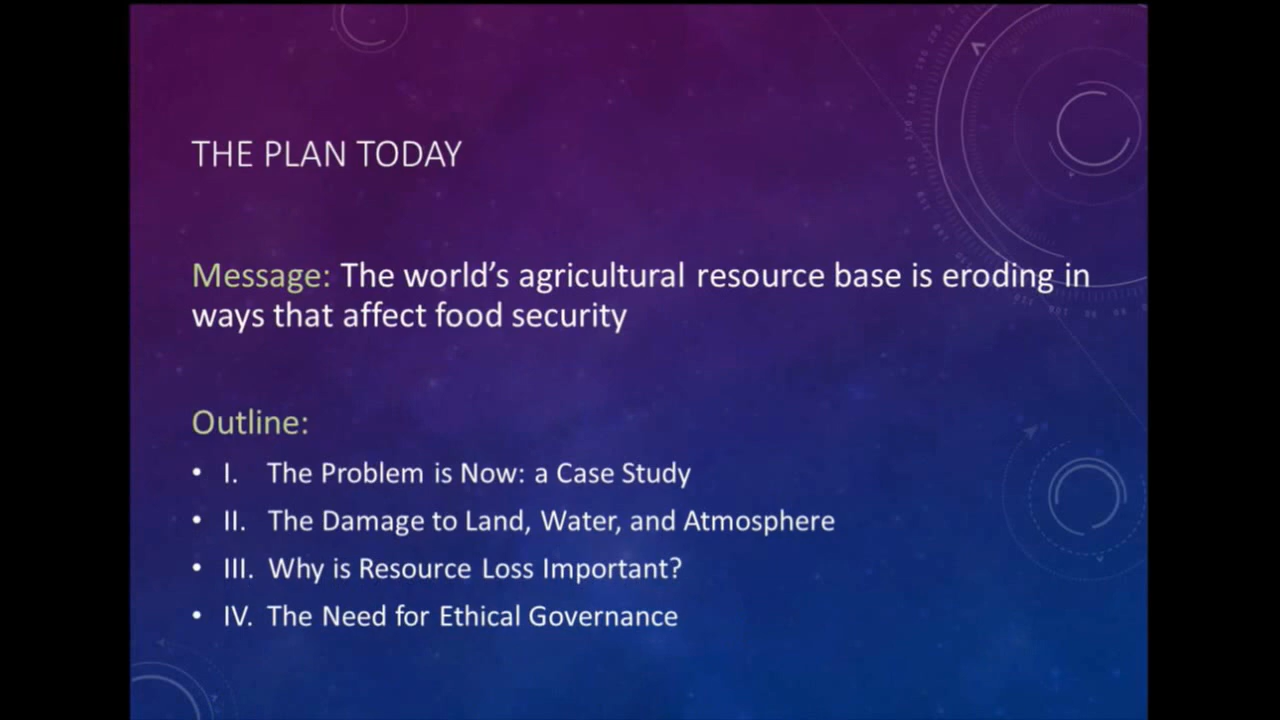 THE PLAN TODAY
Message: The world's agricultural resource base is eroding in
ways that affect food security
Outline:
• I. The Problem is Now: a Case Study
• II. The Damage to Land, Water, and Atmosphere
• III. Why is Resource Loss Important?
• IV. The Need for Ethical Governance